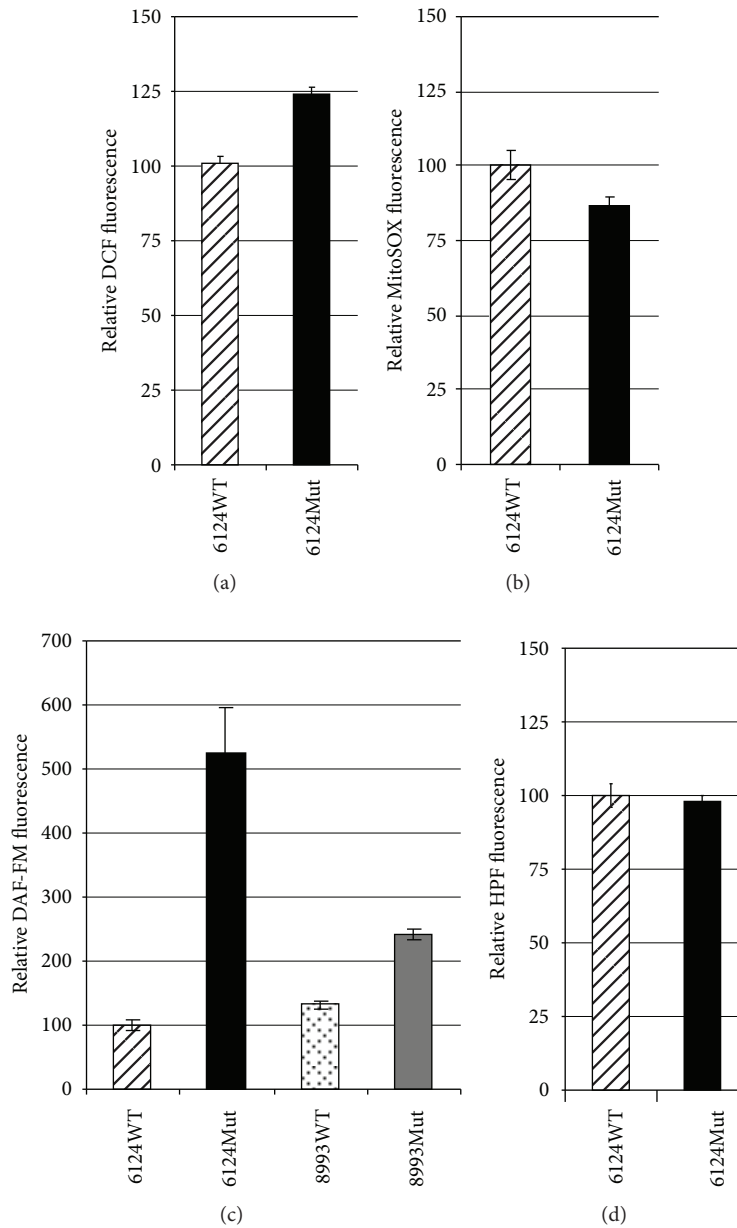 Relative DCF fluorescence
150
125
100
75
50
25
0
6124WT
6124Mut
(a)
Relative MitoSOX fluorescence
150
125
100
75
50
25
0
6124WT
6124Mut
(b)
Relative DAF-FM fluorescence
700
600
500
400
300
200
100
0
6124WT
6124Mut
8993WT
8993Mut
(c)
Relative HPF fluorescence
150
125
100
75
50
25
0
6124WT
6124Mut
(d)